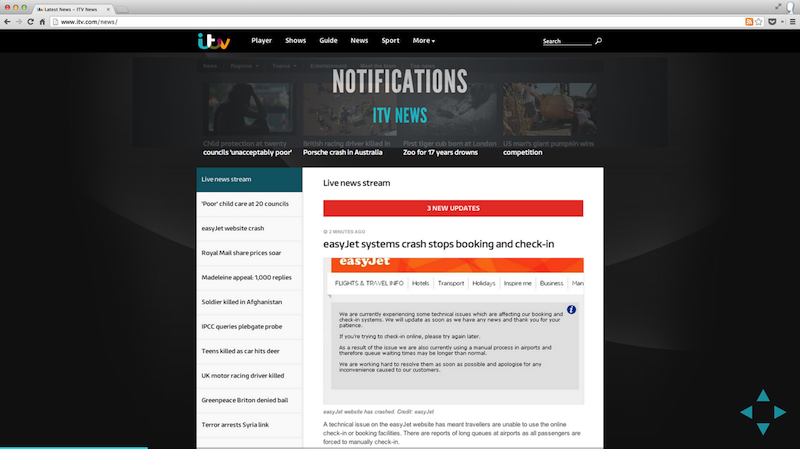 itv Latest News – ITV News
www.itv.com/news/
itv
Player
Shows
Guide
News
Sport
More
Search
Home
Regions
Topics
Entertainment
Meet the team
Top news
NOTIFICATIONS
ITV NEWS
Child protection at twenty
councils 'unacceptably poor'
British racing driver killed in
Porsche crash in Australia
First tiger cub born at London
Zoo for 17 years drowns
US man's giant pumpkin wins
competition
Live news stream
'Poor' child care at 20 councils
easyJet website crash
Royal Mail share prices soar
Madeleine appeal: 1,000 replies
Soldier killed in Afghanistan
IPCC queries plebgate probe
Teens killed as car hits deer
UK motor racing driver killed
Greenpeace Briton denied bail
Terror arrests Syria link
Live news stream
3 NEW UPDATES
2 MINUTES AGO
easyJet systems crash stops booking and check-in
easyJet
FLIGHTS & TRAVEL INFO
Hotels
Transport
Holidays
Inspire me
Business
Man
i
We are currently experiencing some technical issues which are affecting our booking and
check-in systems. We will update as soon as we have any news and thank you for your
patience.
If you're trying to check-in online, please try again later.
As a result of the issue we are also currently using a manual process in airports and
therefore queue waiting times may be longer than normal.
We are working hard to resolve them as soon as possible and apologise for any
inconvenience caused to our customers.
easyJet website has crashed. Credit: easyJet
A technical issue on the easyJet website has meant travellers are unable to use the online
check-in or booking facilities. There are reports of long queues at airports as all passengers are
forced to manually check-in.